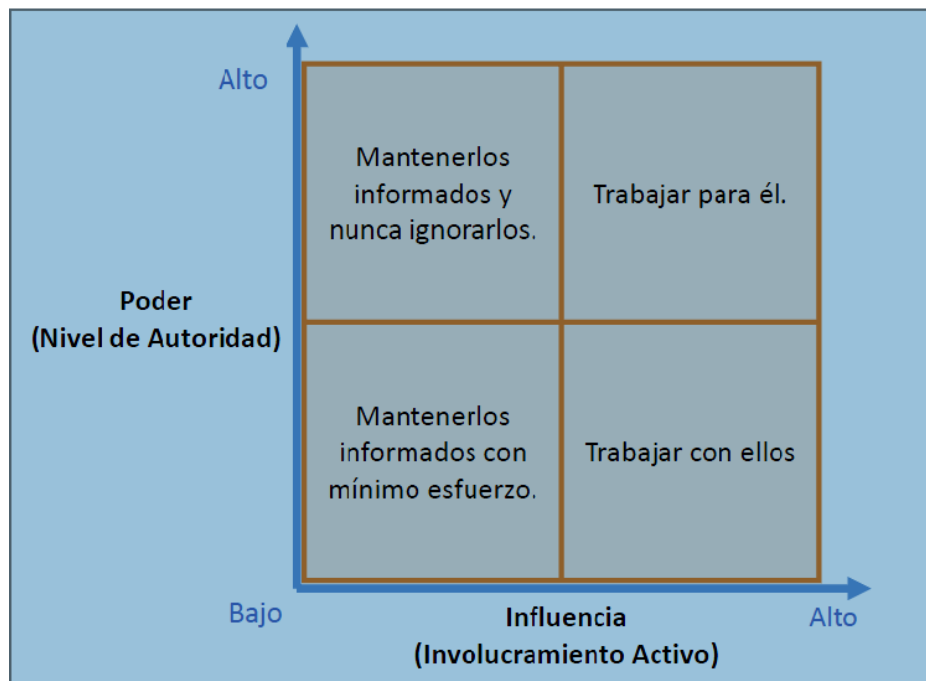 Alto
Mantenerlos
informados y
nunca ignorarlos.
Trabajar para él.
Poder
(Nivel de Autoridad)
Mantenerlos
informados con
mínimo esfuerzo.
Trabajar con ellos
Bajo
Influencia
(Involucramiento Activo)
Alto